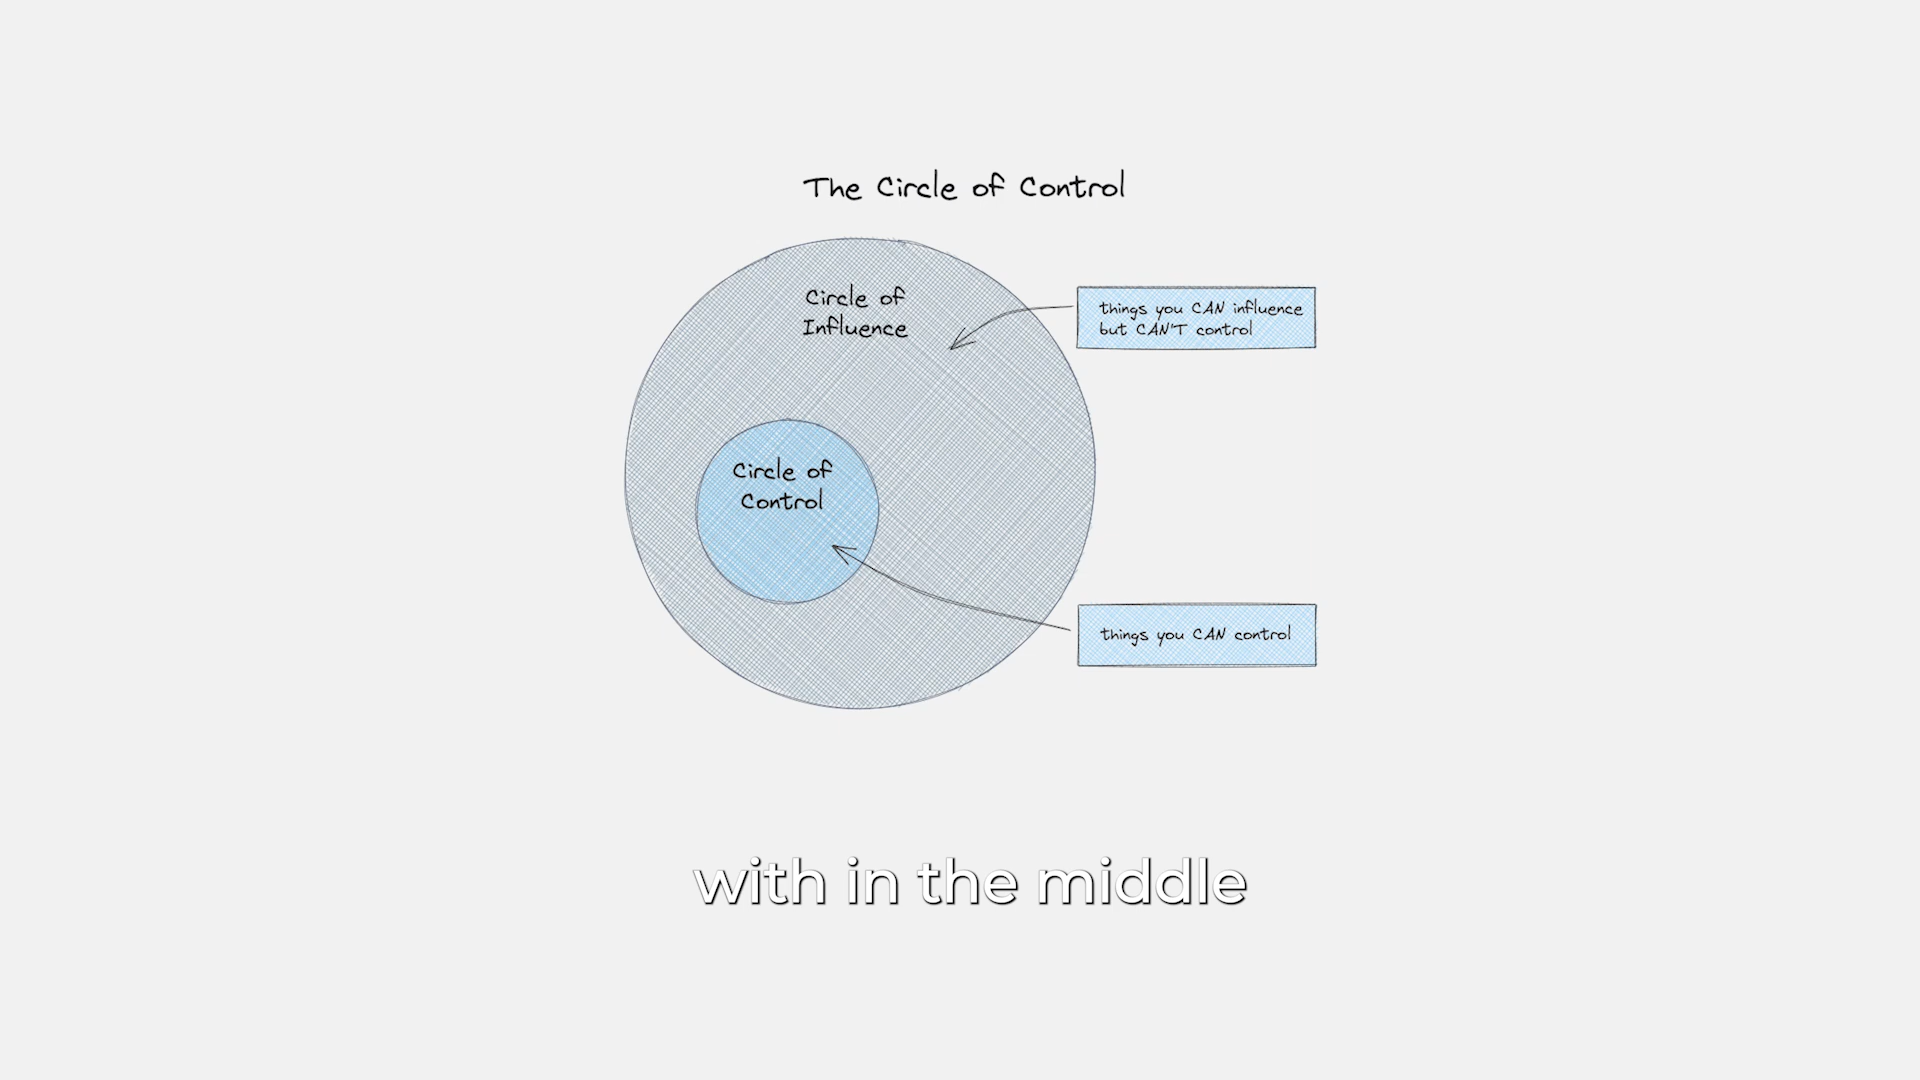 The Circle of Control
Circle of
Influence
things you CAN influence
but CAN'T control
Circle of
Control
things you CAN control
with in the middle